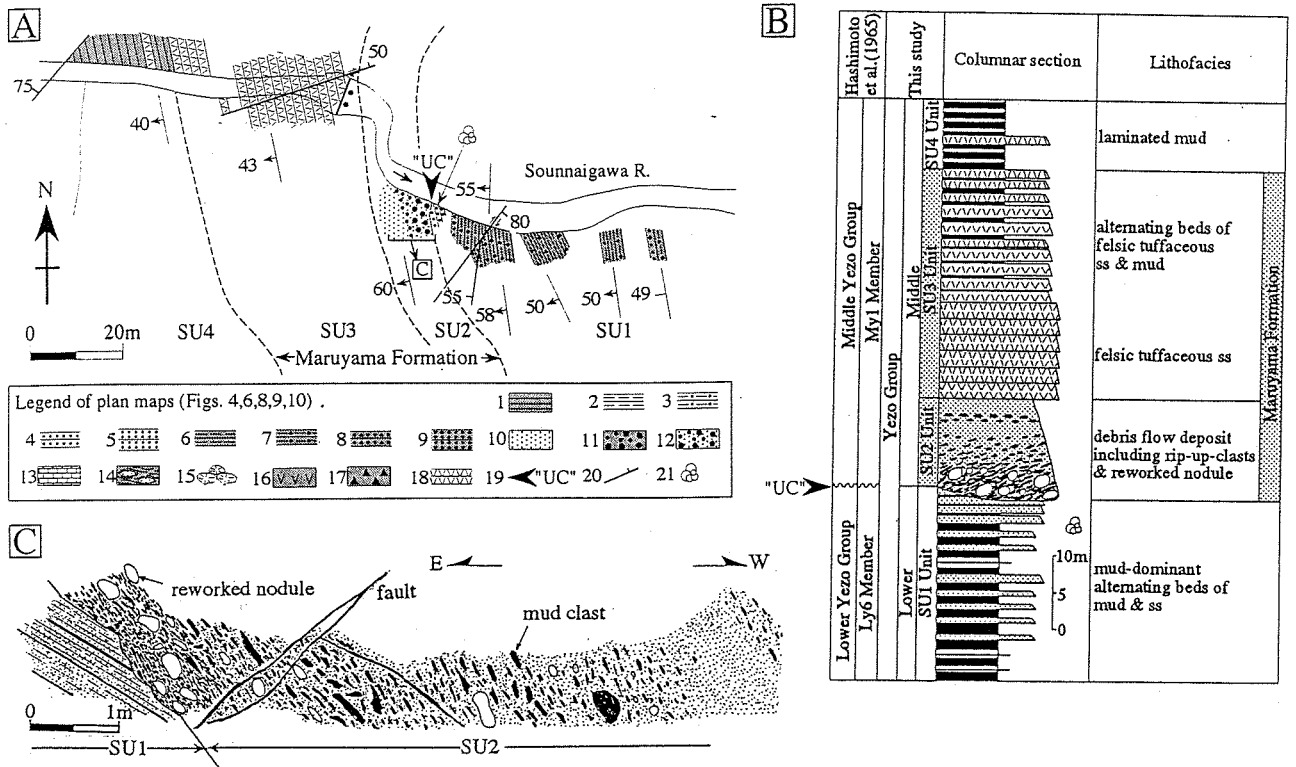 A
75
40
43
50
"UC"
55
Sounnaigawa R.
80
N
C
60
55
58
50
50
49
0 20m
SU4 SU3 SU2 SU1
Maruyama Formation
Legend of plan maps (Figs. 4,6,8,9,10) .
1 2 3
4 5 6 7 8 9 10 11 12
13 14 15 16 17 18 19 "UC" 20 21
C
reworked nodule
fault
E W
mud clast
0 1m
SU1 SU2
B
Hashimoto et al.(1965)
This study
Columnar section
Lithofacies
Middle Yezo Group
My1 Member
Lower Yezo Group
Ly6 Member
Yezo Group
Middle
Lower
SU4 Unit
SU3 Unit
SU2 Unit
SU1 Unit
"UC"
10m
5
0
laminated mud
alternating beds of
felsic tuffaceous
ss & mud
felsic tuffaceous ss
debris flow deposit
including rip-up-clasts
& reworked nodule
mud-dominant
alternating beds of
mud & ss
Maruyama Formation